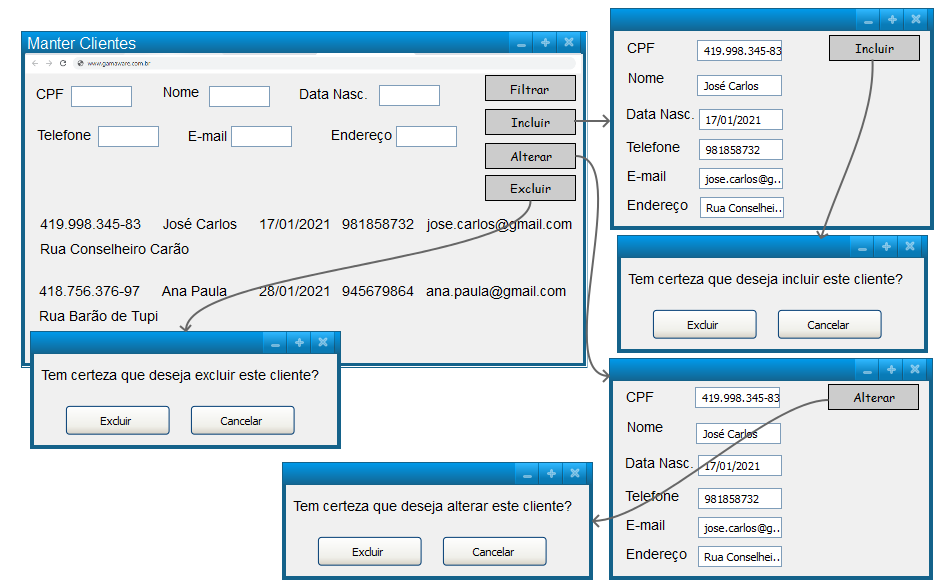 Manter Clientes
www.gamaware.com.br
CPF Nome Data Nasc. Filtrar
Telefone E-mail Endereço Incluir
Alterar
Excluir
419.998.345-83 José Carlos 17/01/2021 981858732 jose.carlos@gmail.com
Rua Conselheiro Carão
418.756.376-97 Ana Paula 28/01/2021 945679864 ana.paula@gmail.com
Rua Barão de Tupi
CPF 419.998.345-83 Incluir
Nome José Carlos
Data Nasc. 17/01/2021
Telefone 981858732
E-mail jose.carlos@g..
Endereço Rua Conselhei..
Tem certeza que deseja incluir este cliente?
Excluir Cancelar
Tem certeza que deseja excluir este cliente?
Excluir Cancelar
CPF 419.998.345-83 Alterar
Nome José Carlos
Data Nasc. 17/01/2021
Telefone 981858732
E-mail jose.carlos@g..
Endereço Rua Conselhei..
Tem certeza que deseja alterar este cliente?
Excluir Cancelar